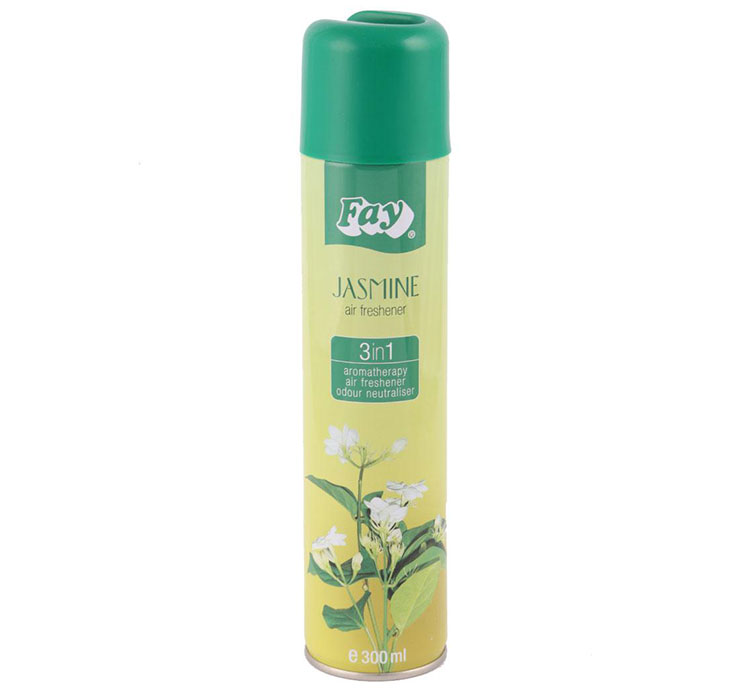 Fay®
JASMINE
air freshener
3in1
aromatherapy
air freshener
odour neutraliser
℮ 300 ml